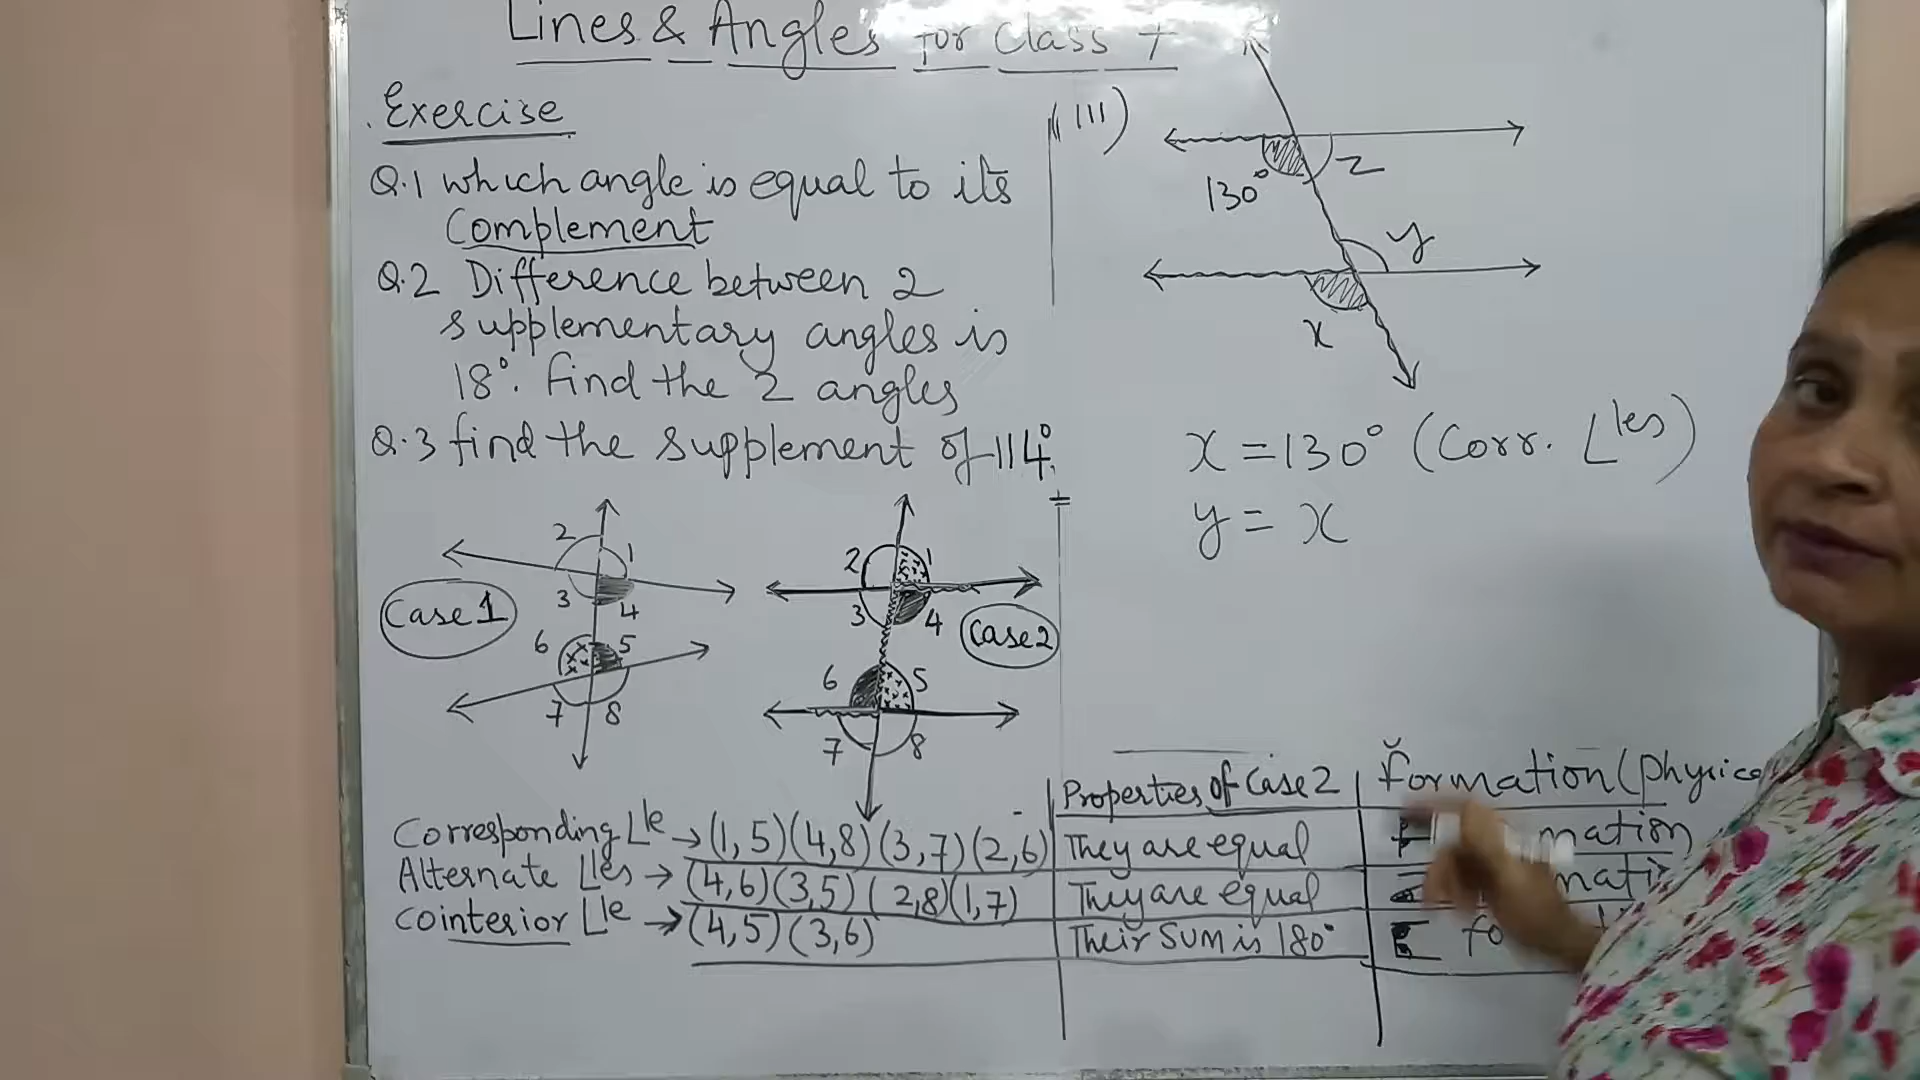 Lines & Angles for Class 7
Exercise
Q.1 which angle is equal to its
Complement
Q.2 Difference between 2
supplementary angles is
18°. find the 2 angles
Q.3 find the supplement of 114°.
2
1
3
4
6
5
7
8
Case 1
2
1
3
4
6
5
7
8
Case 2
Corresponding L le → (1, 5) (4, 8) (3, 7) (2, 6)
Alternate L les → (4, 6) (3, 5) (2, 8) (1, 7)
Cointerior L le → (4, 5) (3, 6)
(III)
z
130°
y
x
x = 130° (Corr. L les)
y = x
Properties of Case 2
They are equal
They are equal
Their sum is 180°
formation (physica
F mation
E